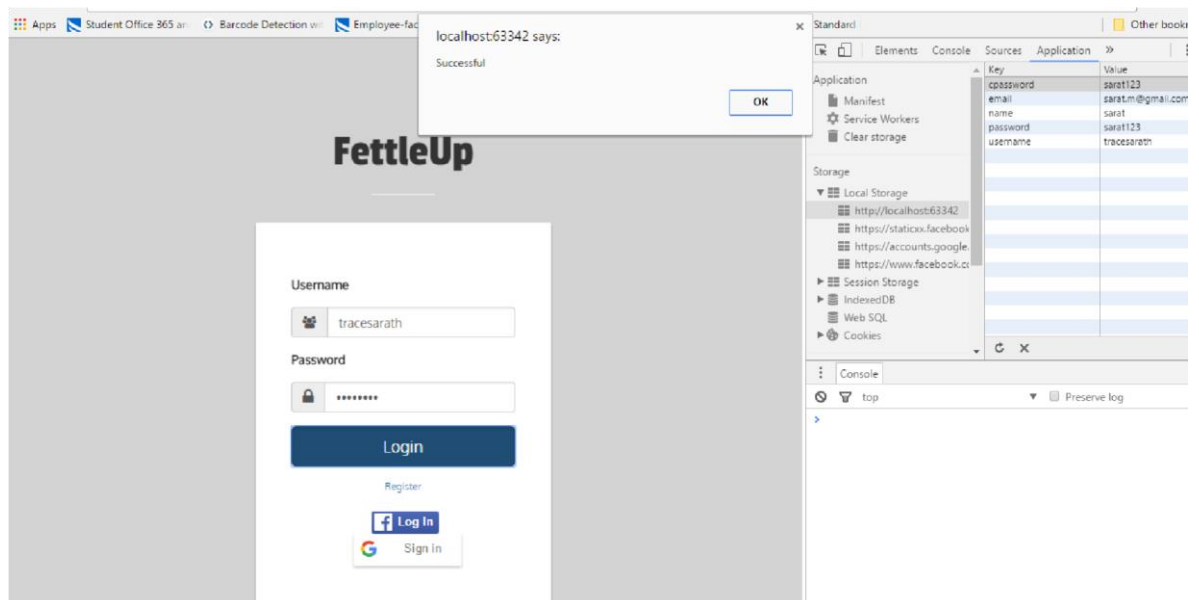 Apps Student Office 365 an Barcode Detection wi Employee-fac
Other bookr
localhost:63342 says:
Successful
OK
FettleUp
Username
tracesarath
Password
••••••••
Login
Register
f Log In
G Sign in
Standard
Elements Console Sources Application »
Application
Manifest
Service Workers
Clear storage
Storage
Local Storage
http://localhost:63342
https://staticxx.facebook
https://accounts.google.
https://www.facebook.co
Session Storage
IndexedDB
Web SQL
Cookies
Key Value
cpassword sarat123
email sarat.m@gmail.com
name sarat
password sarat123
username tracesarath
Console
top Preserve log